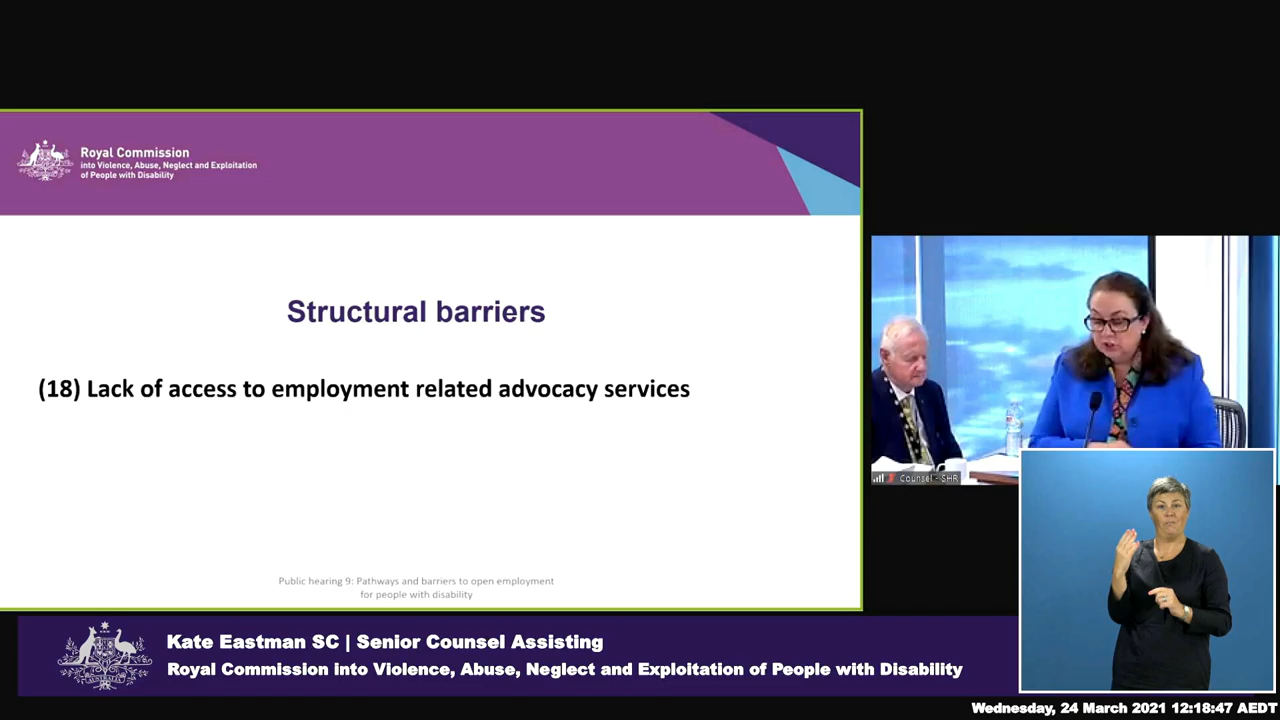 Royal Commission
into Violence, Abuse, Neglect and Exploitation
of People with Disability
Structural barriers
(18) Lack of access to employment related advocacy services
Public hearing 9: Pathways and barriers to open employment
for people with disability
Counsel - SHR
Kate Eastman SC | Senior Counsel Assisting
Royal Commission into Violence, Abuse, Neglect and Exploitation of People with Disability
Wednesday, 24 March 2021 12:18:47 AEDT